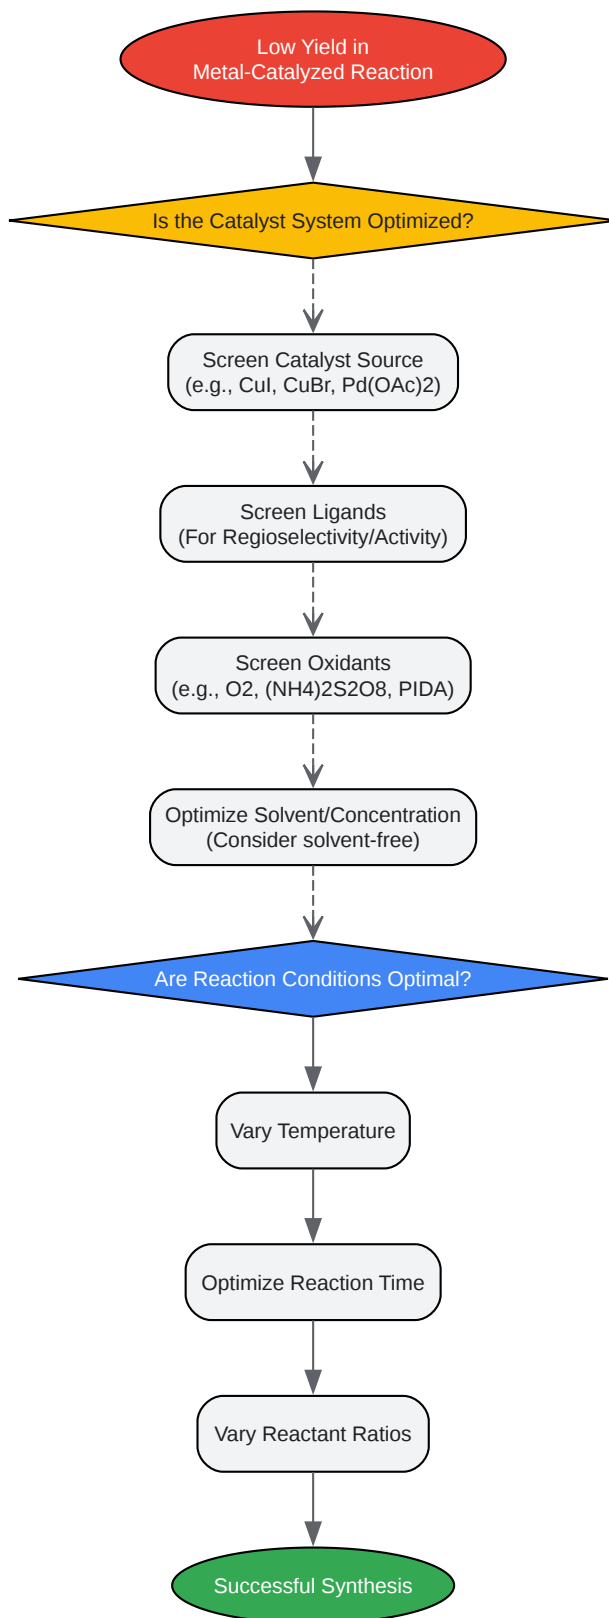 Low Yield in
Metal-Catalyzed Reaction
Is the Catalyst System Optimized?
Screen Catalyst Source
(e.g., CuI, CuBr, Pd(OAc)2)
Screen Ligands
(For Regioselectivity/Activity)
Screen Oxidants
(e.g., O2, (NH4)2S2O8, PIDA)
Optimize Solvent/Concentration
(Consider solvent-free)
Are Reaction Conditions Optimal?
Vary Temperature
Optimize Reaction Time
Vary Reactant Ratios
Successful Synthesis